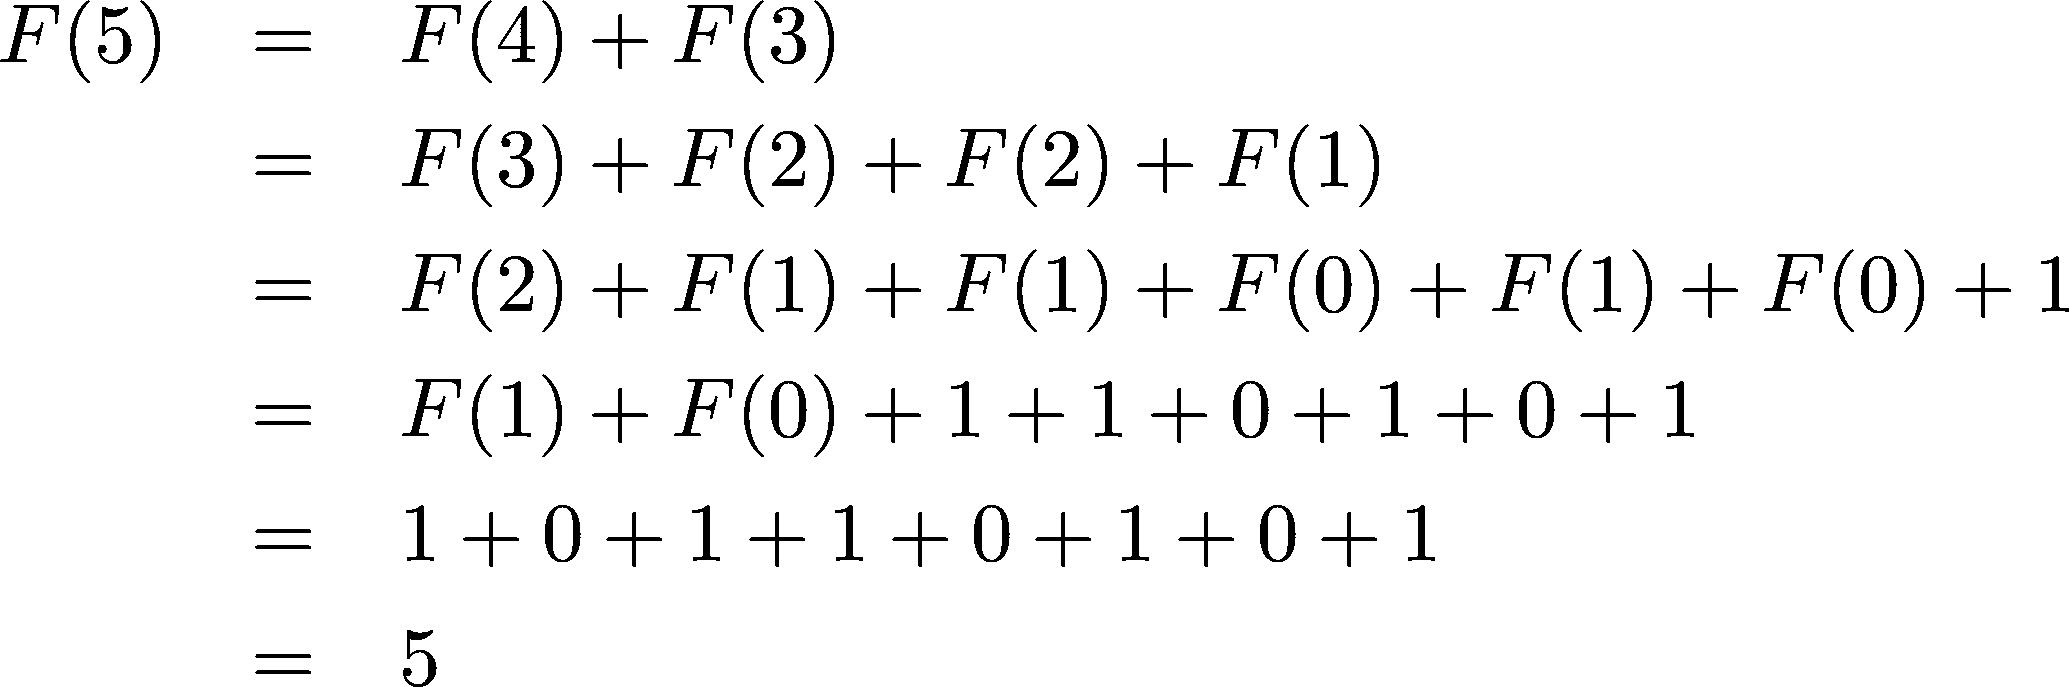 F(5) = F(4) + F(3)
= F(3) + F(2) + F(2) + F(1)
= F(2) + F(1) + F(1) + F(0) + F(1) + F(0) + 1
= F(1) + F(0) + 1 + 1 + 0 + 1 + 0 + 1
= 1 + 0 + 1 + 1 + 0 + 1 + 0 + 1
= 5